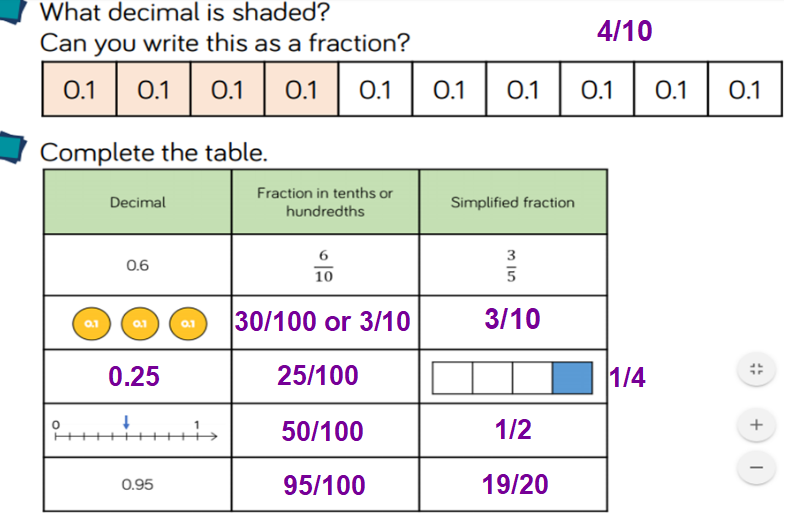 What decimal is shaded?
Can you write this as a fraction?
4/10
0.1 0.1 0.1 0.1 0.1 0.1 0.1 0.1 0.1 0.1
Complete the table.
Decimal
Fraction in tenths or
hundredths
Simplified fraction
0.6
6
10
3
5
0.1 0.1 0.1
30/100 or 3/10
3/10
0.25
25/100
1/4
0 1
50/100
1/2
0.95
95/100
19/20